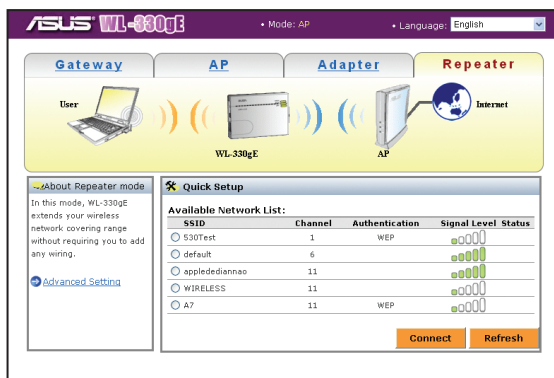 ASUS WL-330gE
• Mode: AP
• Language: English
Gateway
AP
Adapter
Repeater
User
Internet
WL-330gE
AP
About Repeater mode
In this mode, WL-330gE
extends your wireless
network covering range
without requiring you to add
any wiring.
Advanced Setting
Quick Setup
Available Network List:
SSID Channel Authentication Signal Level Status
530Test 1 WEP
default 6
appledediannao 11
WIRELESS 11
A7 11 WEP
Connect Refresh